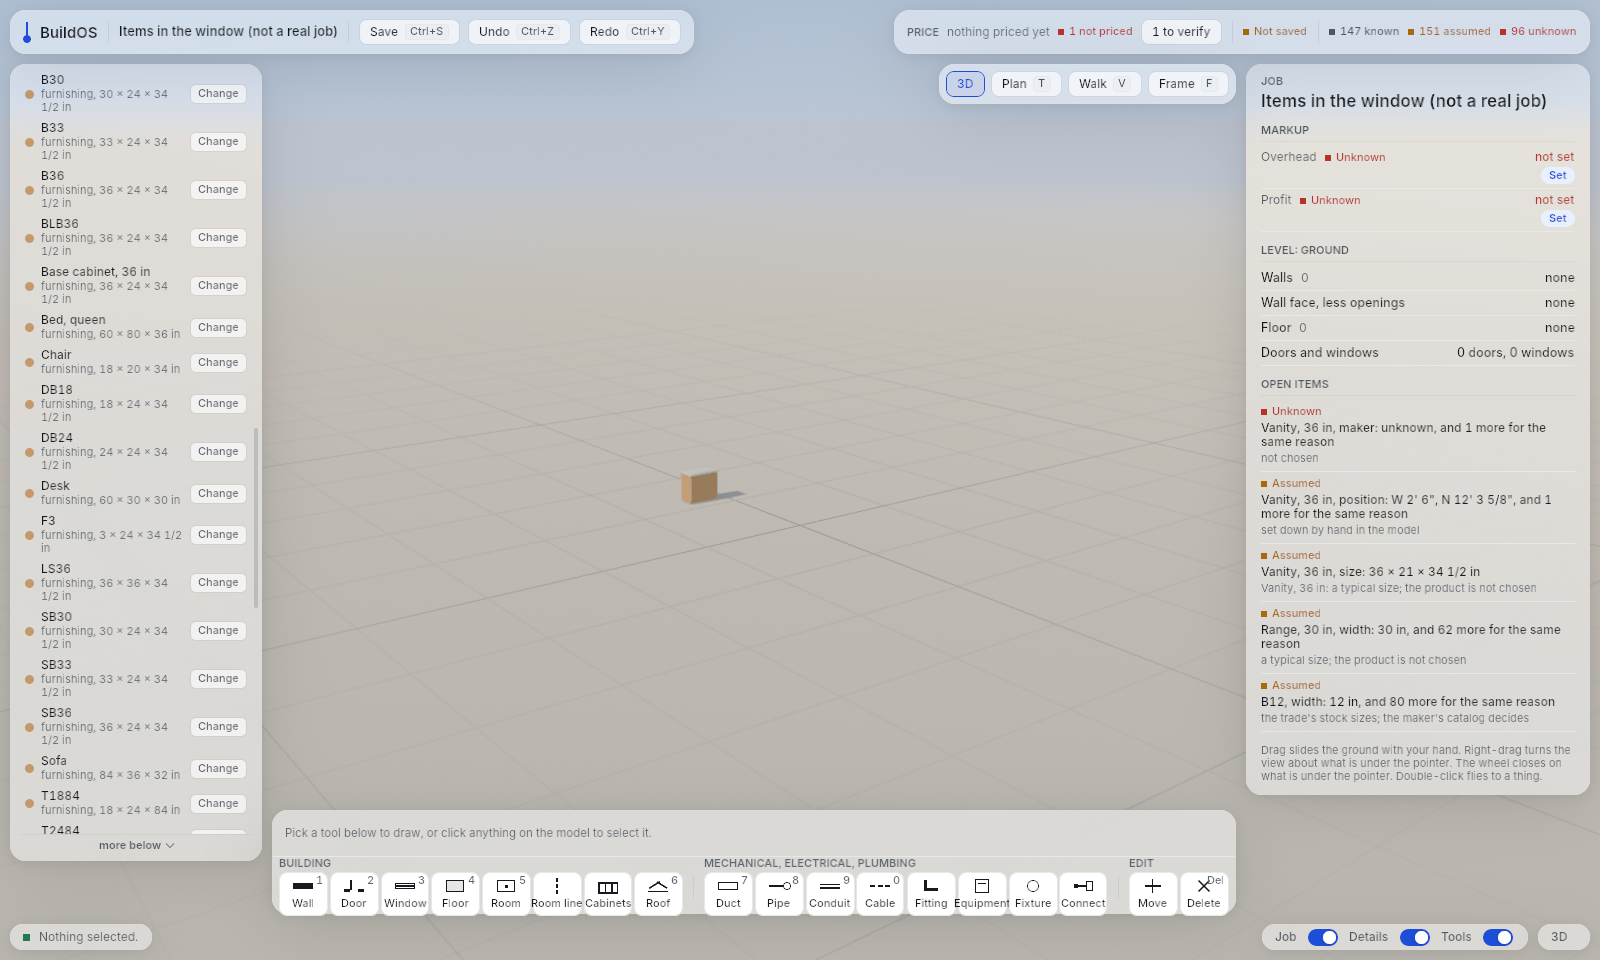 BuildOS
Items in the window (not a real job)
Save Ctrl+S
Undo Ctrl+Z
Redo Ctrl+Y
PRICE nothing priced yet 1 not priced
1 to verify
Not saved
147 known 151 assumed 96 unknown
3D
Plan T
Walk V
Frame F
B30
furnishing, 30 × 24 × 34
1/2 in
Change
B33
furnishing, 33 × 24 × 34
1/2 in
Change
B36
furnishing, 36 × 24 × 34
1/2 in
Change
BLB36
furnishing, 36 × 24 × 34
1/2 in
Change
Base cabinet, 36 in
furnishing, 36 × 24 × 34
1/2 in
Change
Bed, queen
furnishing, 60 × 80 × 36 in
Change
Chair
furnishing, 18 × 20 × 34 in
Change
DB18
furnishing, 18 × 24 × 34
1/2 in
Change
DB24
furnishing, 24 × 24 × 34
1/2 in
Change
Desk
furnishing, 60 × 30 × 30 in
Change
F3
furnishing, 3 × 24 × 34 1/2
in
Change
LS36
furnishing, 36 × 36 × 34
1/2 in
Change
SB30
furnishing, 30 × 24 × 34
1/2 in
Change
SB33
furnishing, 33 × 24 × 34
1/2 in
Change
SB36
furnishing, 36 × 24 × 34
1/2 in
Change
Sofa
furnishing, 84 × 36 × 32 in
Change
T1884
furnishing, 18 × 24 × 84 in
Change
T2484
more below
JOB
Items in the window (not a real job)
MARKUP
Overhead Unknown not set
Set
Profit Unknown not set
Set
LEVEL: GROUND
Walls 0 none
Wall face, less openings none
Floor 0 none
Doors and windows 0 doors, 0 windows
OPEN ITEMS
Unknown
Vanity, 36 in, maker: unknown, and 1 more for the
same reason
not chosen
Assumed
Vanity, 36 in, position: W 2' 6", N 12' 3 5/8", and 1
more for the same reason
set down by hand in the model
Assumed
Vanity, 36 in, size: 36 × 21 × 34 1/2 in
Vanity, 36 in: a typical size; the product is not chosen
Assumed
Range, 30 in, width: 30 in, and 62 more for the same
reason
a typical size; the product is not chosen
Assumed
B12, width: 12 in, and 80 more for the same reason
the trade's stock sizes; the maker's catalog decides
Drag slides the ground with your hand. Right-drag turns the
view about what is under the pointer. The wheel closes on
what is under the pointer. Double-click flies to a thing.
Pick a tool below to draw, or click anything on the model to select it.
BUILDING
1 Wall
2 Door
3 Window
4 Floor
5 Room
Room line
Cabinets
6 Roof
MECHANICAL, ELECTRICAL, PLUMBING
7 Duct
8 Pipe
9 Conduit
0 Cable
Fitting
Equipment
Fixture
Connect
EDIT
Move
Del Delete
Nothing selected.
Job Details Tools
3D